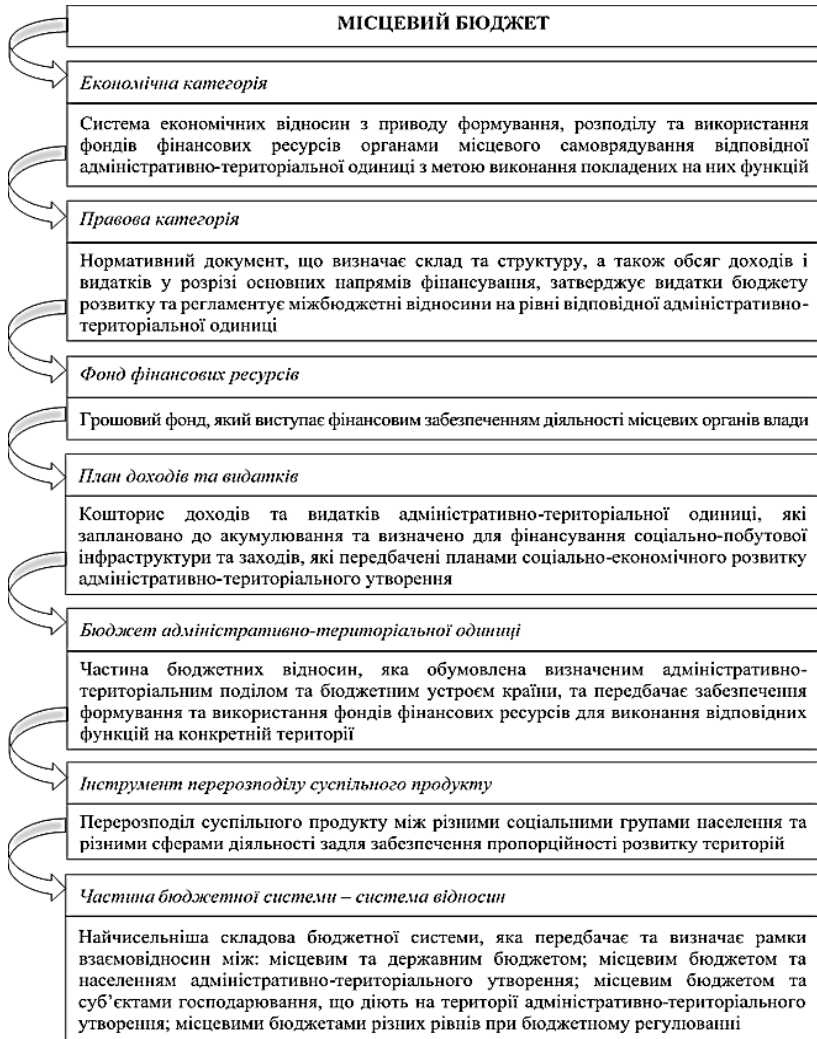 МІСЦЕВИЙ БЮДЖЕТ
Економічна категорія
Система економічних відносин з приводу формування, розподілу та використання
фондів фінансових ресурсів органами місцевого самоврядування відповідної
адміністративно-територіальної одиниці з метою виконання покладених на них функцій
Правова категорія
Нормативний документ, що визначає склад та структуру, а також обсяг доходів і
видатків у розрізі основних напрямів фінансування, затверджує видатки бюджету
розвитку та регламентує міжбюджетні відносини на рівні відповідної адміністративно-
територіальної одиниці
Фонд фінансових ресурсів
Грошовий фонд, який виступає фінансовим забезпеченням діяльності місцевих органів влади
План доходів та видатків
Кошторис доходів та видатків адміністративно-територіальної одиниці, які
заплановано до акумулювання та визначено для фінансування соціально-побутової
інфраструктури та заходів, які передбачені планами соціально-економічного розвитку
адміністративно-територіального утворення
Бюджет адміністративно-територіальної одиниці
Частина бюджетних відносин, яка обумовлена визначеним адміністративно-
територіальним поділом та бюджетним устроєм країни, та передбачає забезпечення
формування та використання фондів фінансових ресурсів для виконання відповідних
функцій на конкретній території
Інструмент перерозподілу суспільного продукту
Перерозподіл суспільного продукту між різними соціальними групами населення та
різними сферами діяльності задля забезпечення пропорційності розвитку територій
Частина бюджетної системи – система відносин
Найчисельніша складова бюджетної системи, яка передбачає та визначає рамки
взаємовідносин між: місцевим та державним бюджетом; місцевим бюджетом та
населенням адміністративно-територіального утворення; місцевим бюджетом та
суб’єктами господарювання, що діють на території адміністративно-територіального
утворення; місцевими бюджетами різних рівнів при бюджетному регулюванні